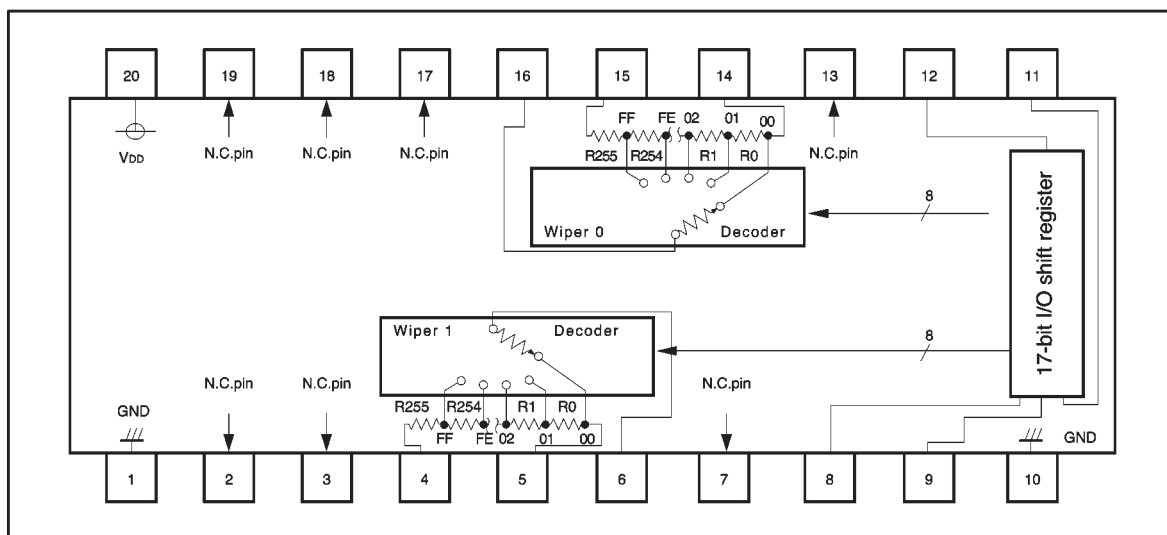 20 19 18 17 16 15 14 13 12 11
FF FE 02 01 00
VDD N.C.pin N.C.pin N.C.pin R255 R254 R1 R0 N.C.pin
8
Wiper 0 Decoder
17-bit I/O shift register
Wiper 1 Decoder
8
N.C.pin N.C.pin N.C.pin
R255 R254 R1 R0
GND
FF FE 02 01 00
GND
1 2 3 4 5 6 7 8 9 10